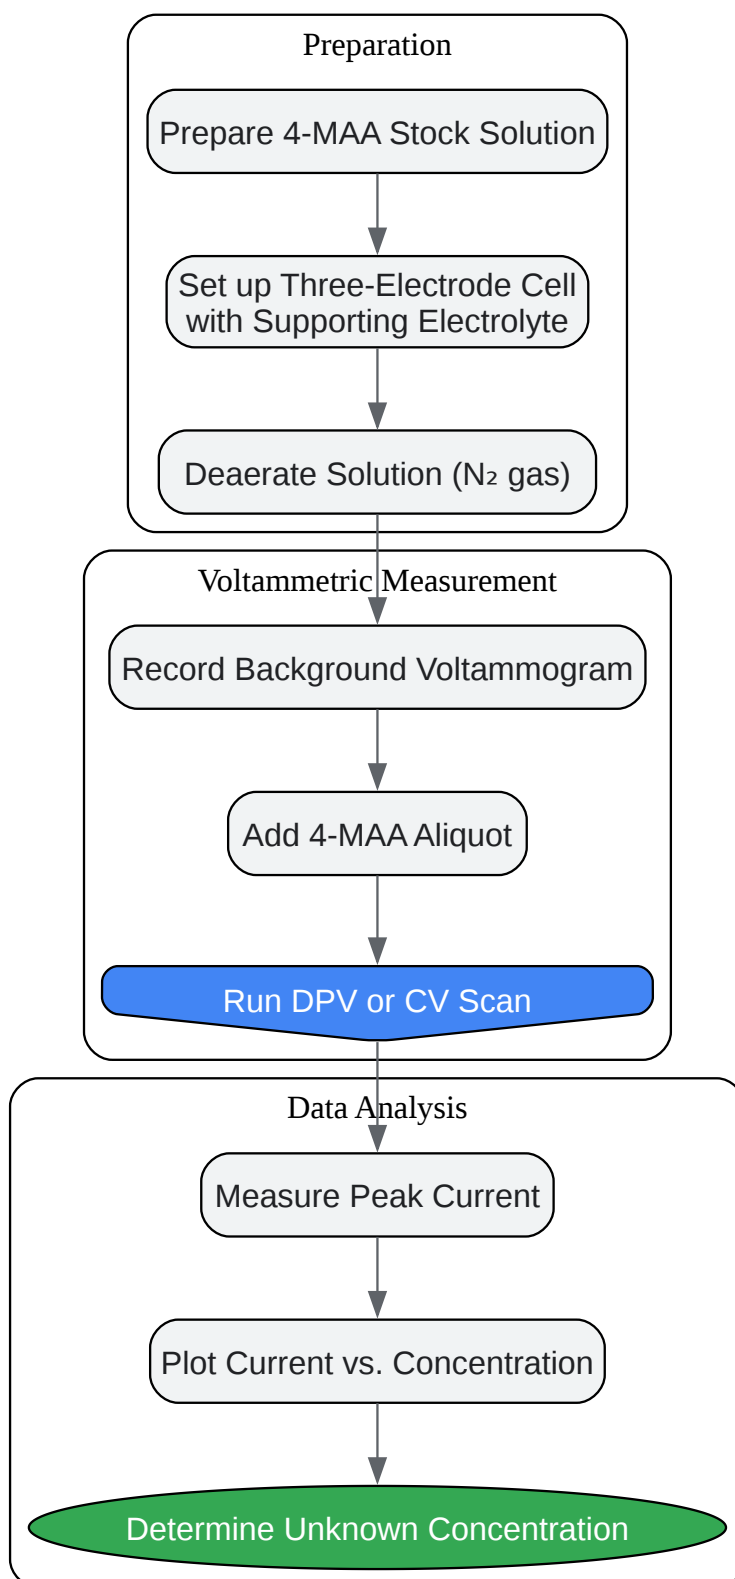 Preparation
Prepare 4-MAA Stock Solution
Set up Three-Electrode Cell
with Supporting Electrolyte
Deaerate Solution (N₂ gas)
Voltammetric Measurement
Record Background Voltammogram
Add 4-MAA Aliquot
Run DPV or CV Scan
Data Analysis
Measure Peak Current
Plot Current vs. Concentration
Determine Unknown Concentration